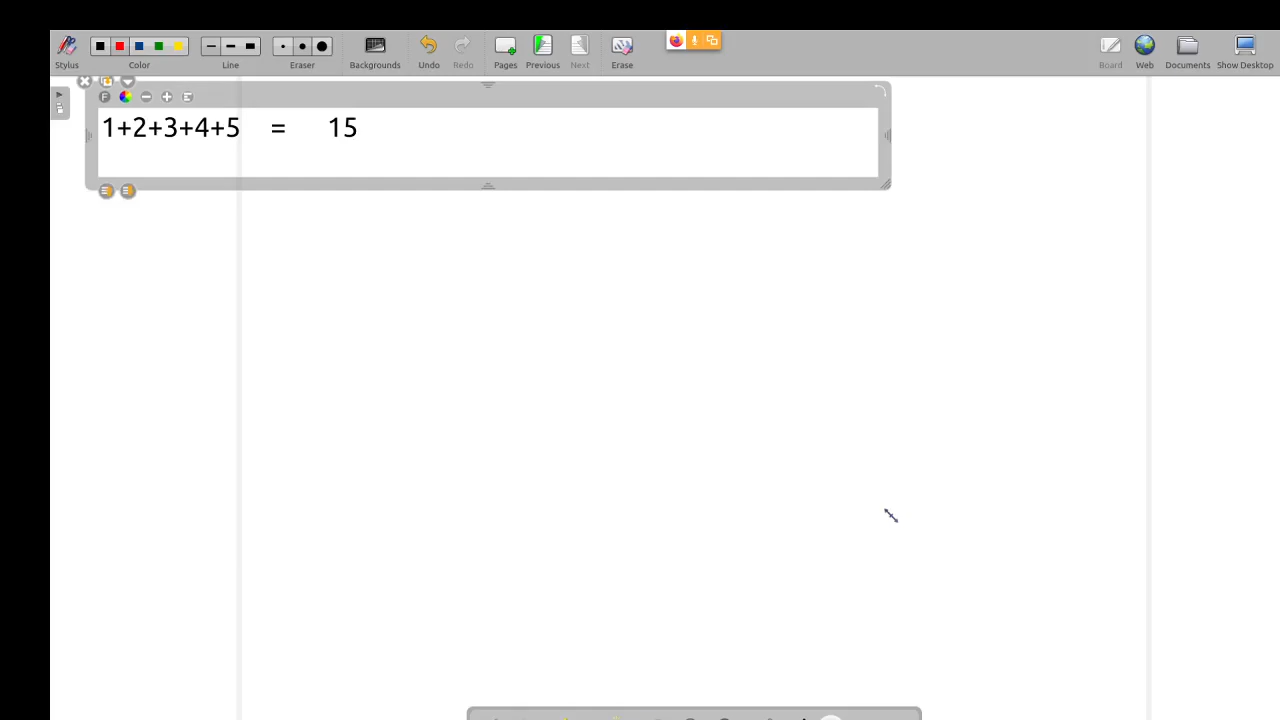 Stylus Color Line Eraser Backgrounds Undo Redo Pages Previous Next Erase Board Web Documents Show Desktop
1+2+3+4+5 = 15